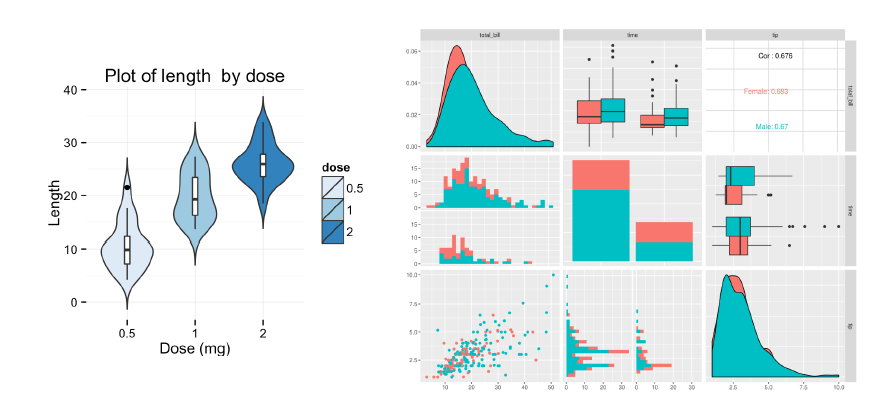 Plot of length  by dose
40
30
20
10
0
Length
0.5
1
2
Dose (mg)
dose
0.5
1
2
total_bill
time
tip
0.06
0.04
0.02
0.00
Cor : 0.676
Female: 0.683
Male: 0.67
total_bill
15
10
5
0
15
10
5
0
time
10.0
7.5
5.0
2.5
tip
10 20 30 40 50
0 10 20 30 0 10 20 30
2.5 5.0 7.5 10.0